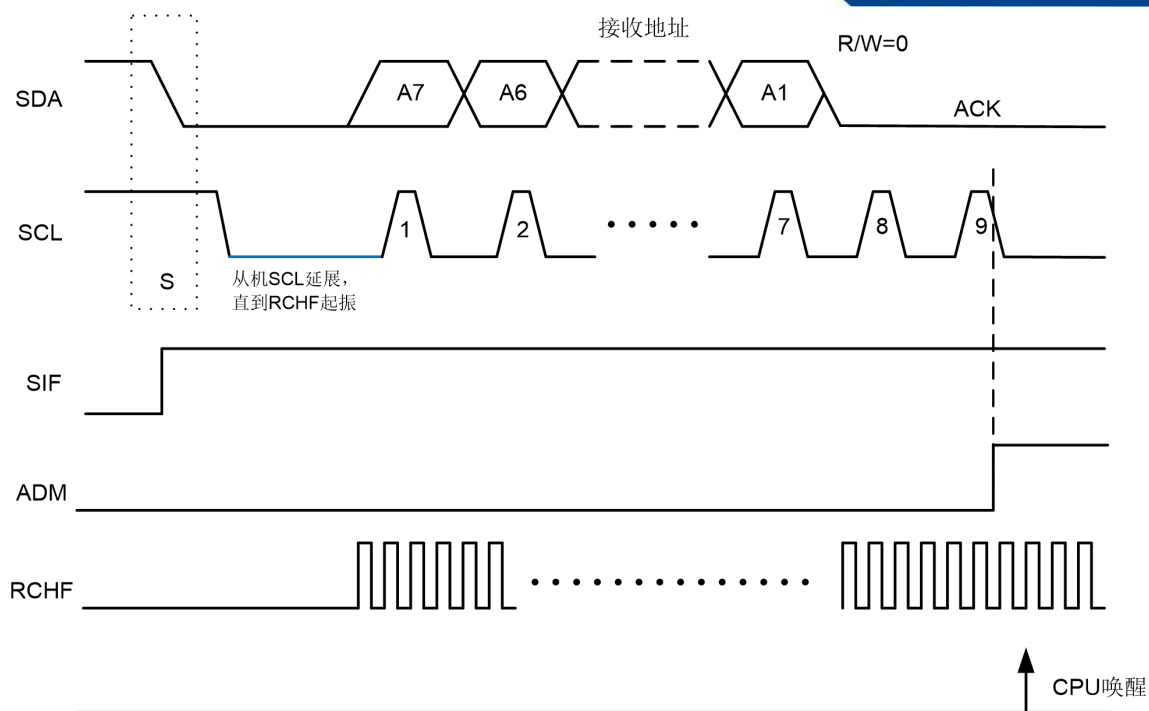 接收地址
R/W=0
SDA
A7
A6
A1
ACK
SCL
1
2
7
8
9
S
从机SCL延展,
直到RCHF起振
SIF
ADM
RCHF
CPU唤醒